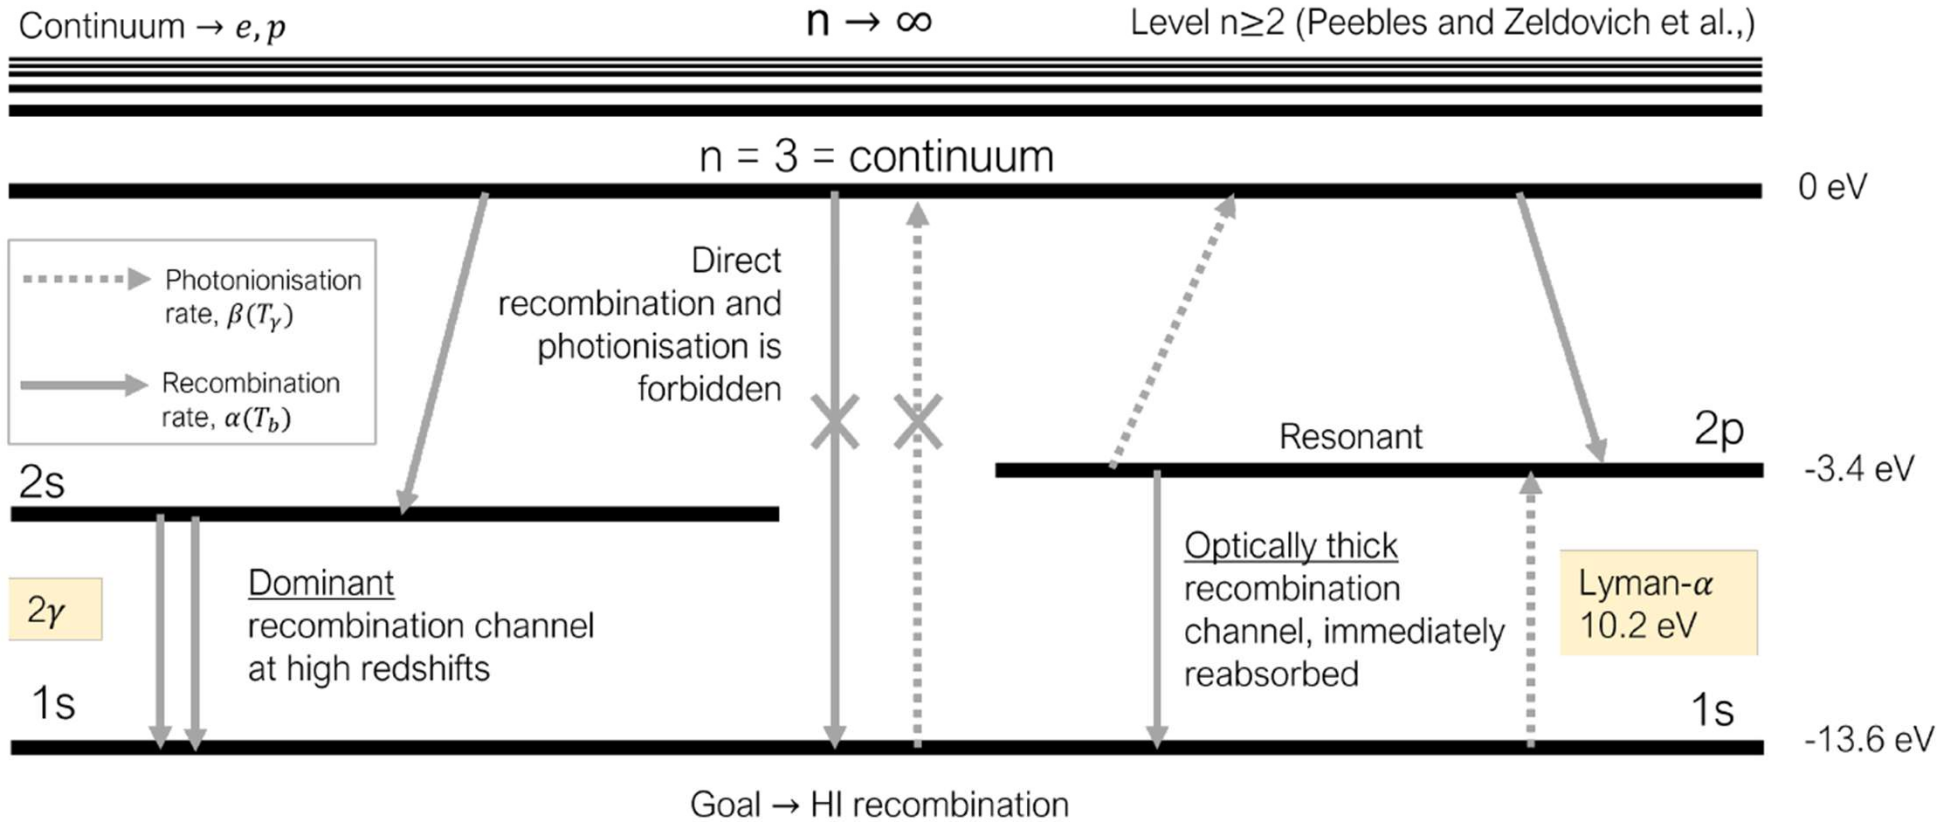 Continuum → e, p
n → ∞
Level n≥2 (Peebles and Zeldovich et al.,)
n = 3 = continuum
0 eV
Photonionisation
rate, β(Tγ)
Recombination
rate, α(Tb)
Direct
recombination and
photionisation is
forbidden
Resonant
2p
-3.4 eV
2s
2γ
Dominant
recombination channel
at high redshifts
Optically thick
recombination
channel, immediately
reabsorbed
Lyman-α
10.2 eV
1s
1s
-13.6 eV
Goal → HI recombination